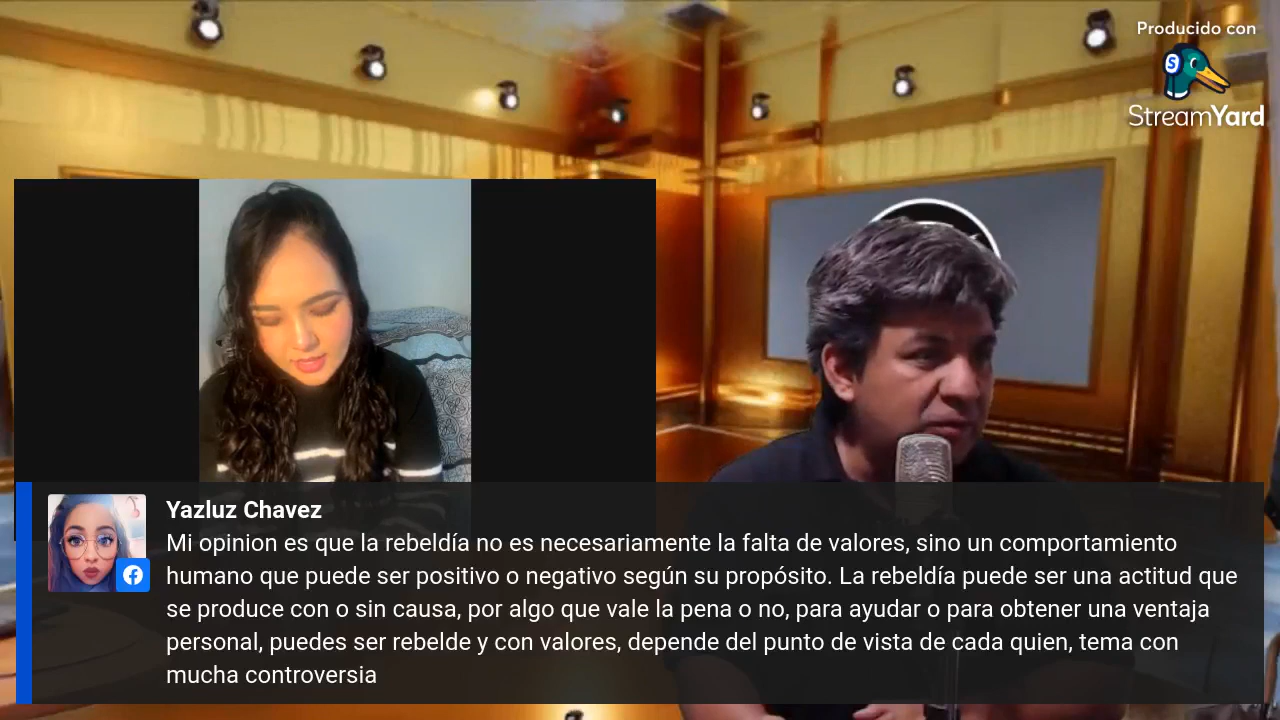 Producido con
StreamYard
Yazluz Chavez
Mi opinion es que la rebeldía no es necesariamente la falta de valores, sino un comportamiento
humano que puede ser positivo o negativo según su propósito. La rebeldía puede ser una actitud que
se produce con o sin causa, por algo que vale la pena o no, para ayudar o para obtener una ventaja
personal, puedes ser rebelde y con valores, depende del punto de vista de cada quien, tema con
mucha controversia